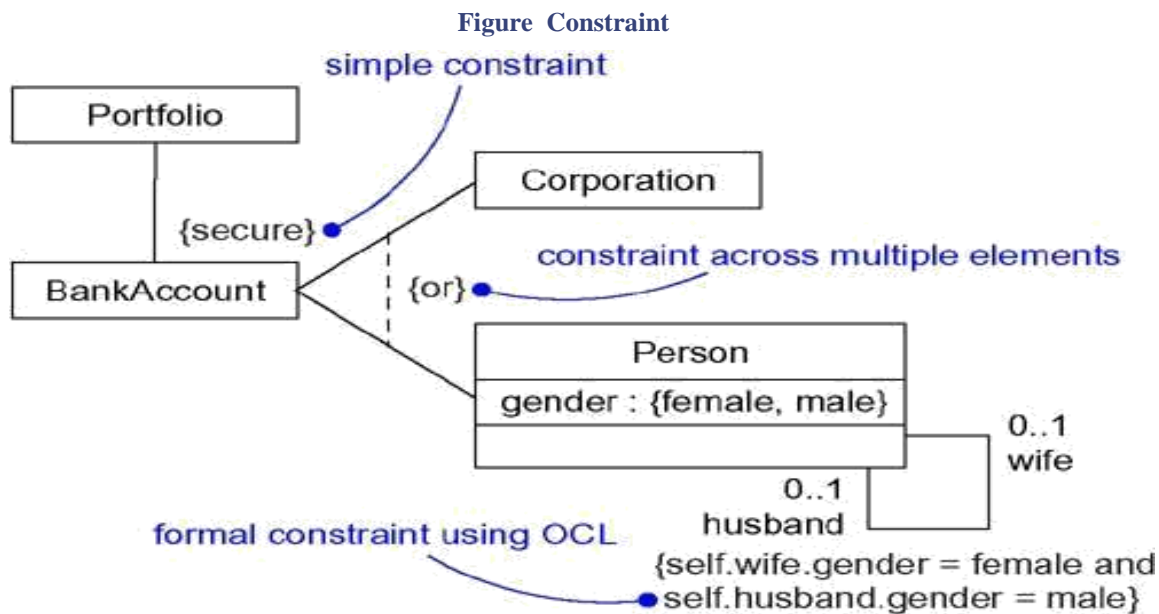 Figure Constraint
simple constraint
Portfolio
Corporation
{secure}
constraint across multiple elements
BankAccount
{or}
Person
gender : {female, male}
0..1
wife
0..1
husband
formal constraint using OCL
{self.wife.gender = female and
self.husband.gender = male}